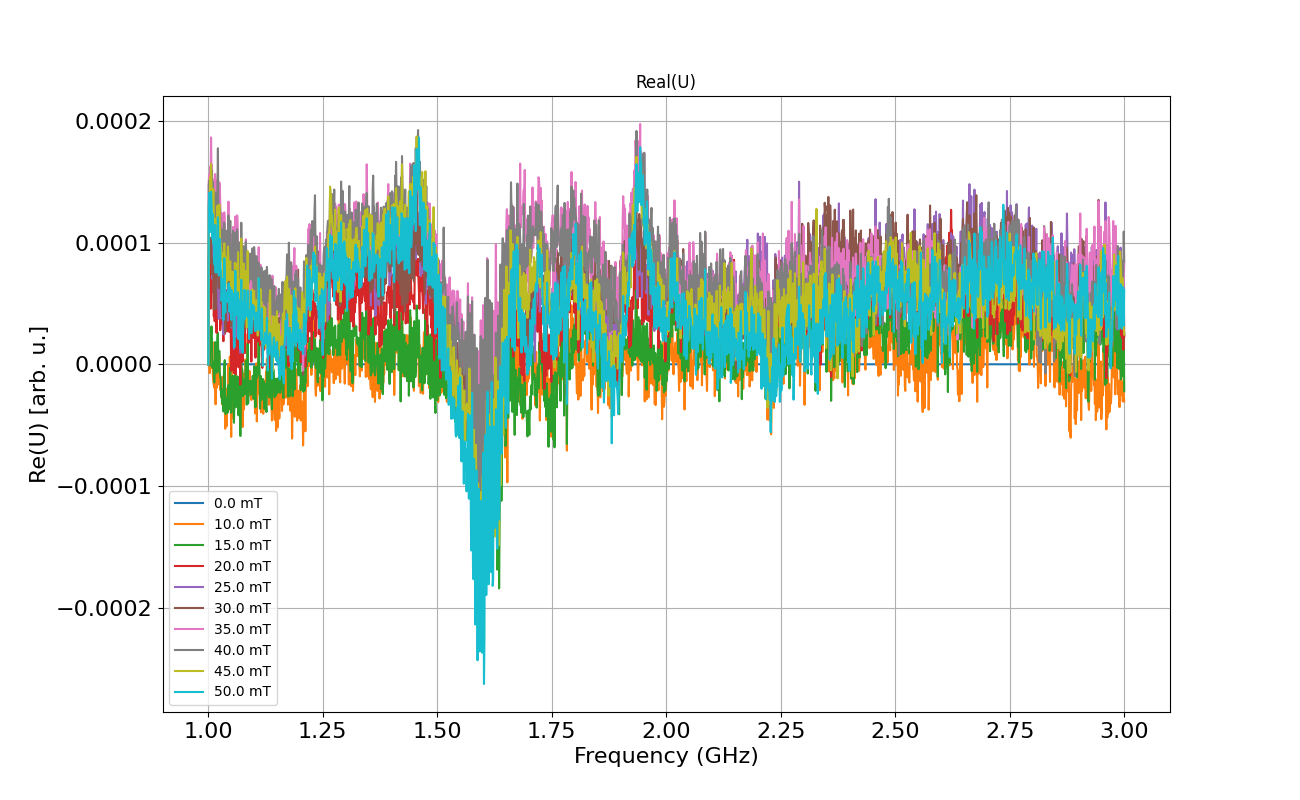 Real(U)
0.0002
0.0001
0.0000
−0.0001
−0.0002
Re(U) [arb. u.]
0.0 mT
10.0 mT
15.0 mT
20.0 mT
25.0 mT
30.0 mT
35.0 mT
40.0 mT
45.0 mT
50.0 mT
1.00 1.25 1.50 1.75 2.00 2.25 2.50 2.75 3.00
Frequency (GHz)